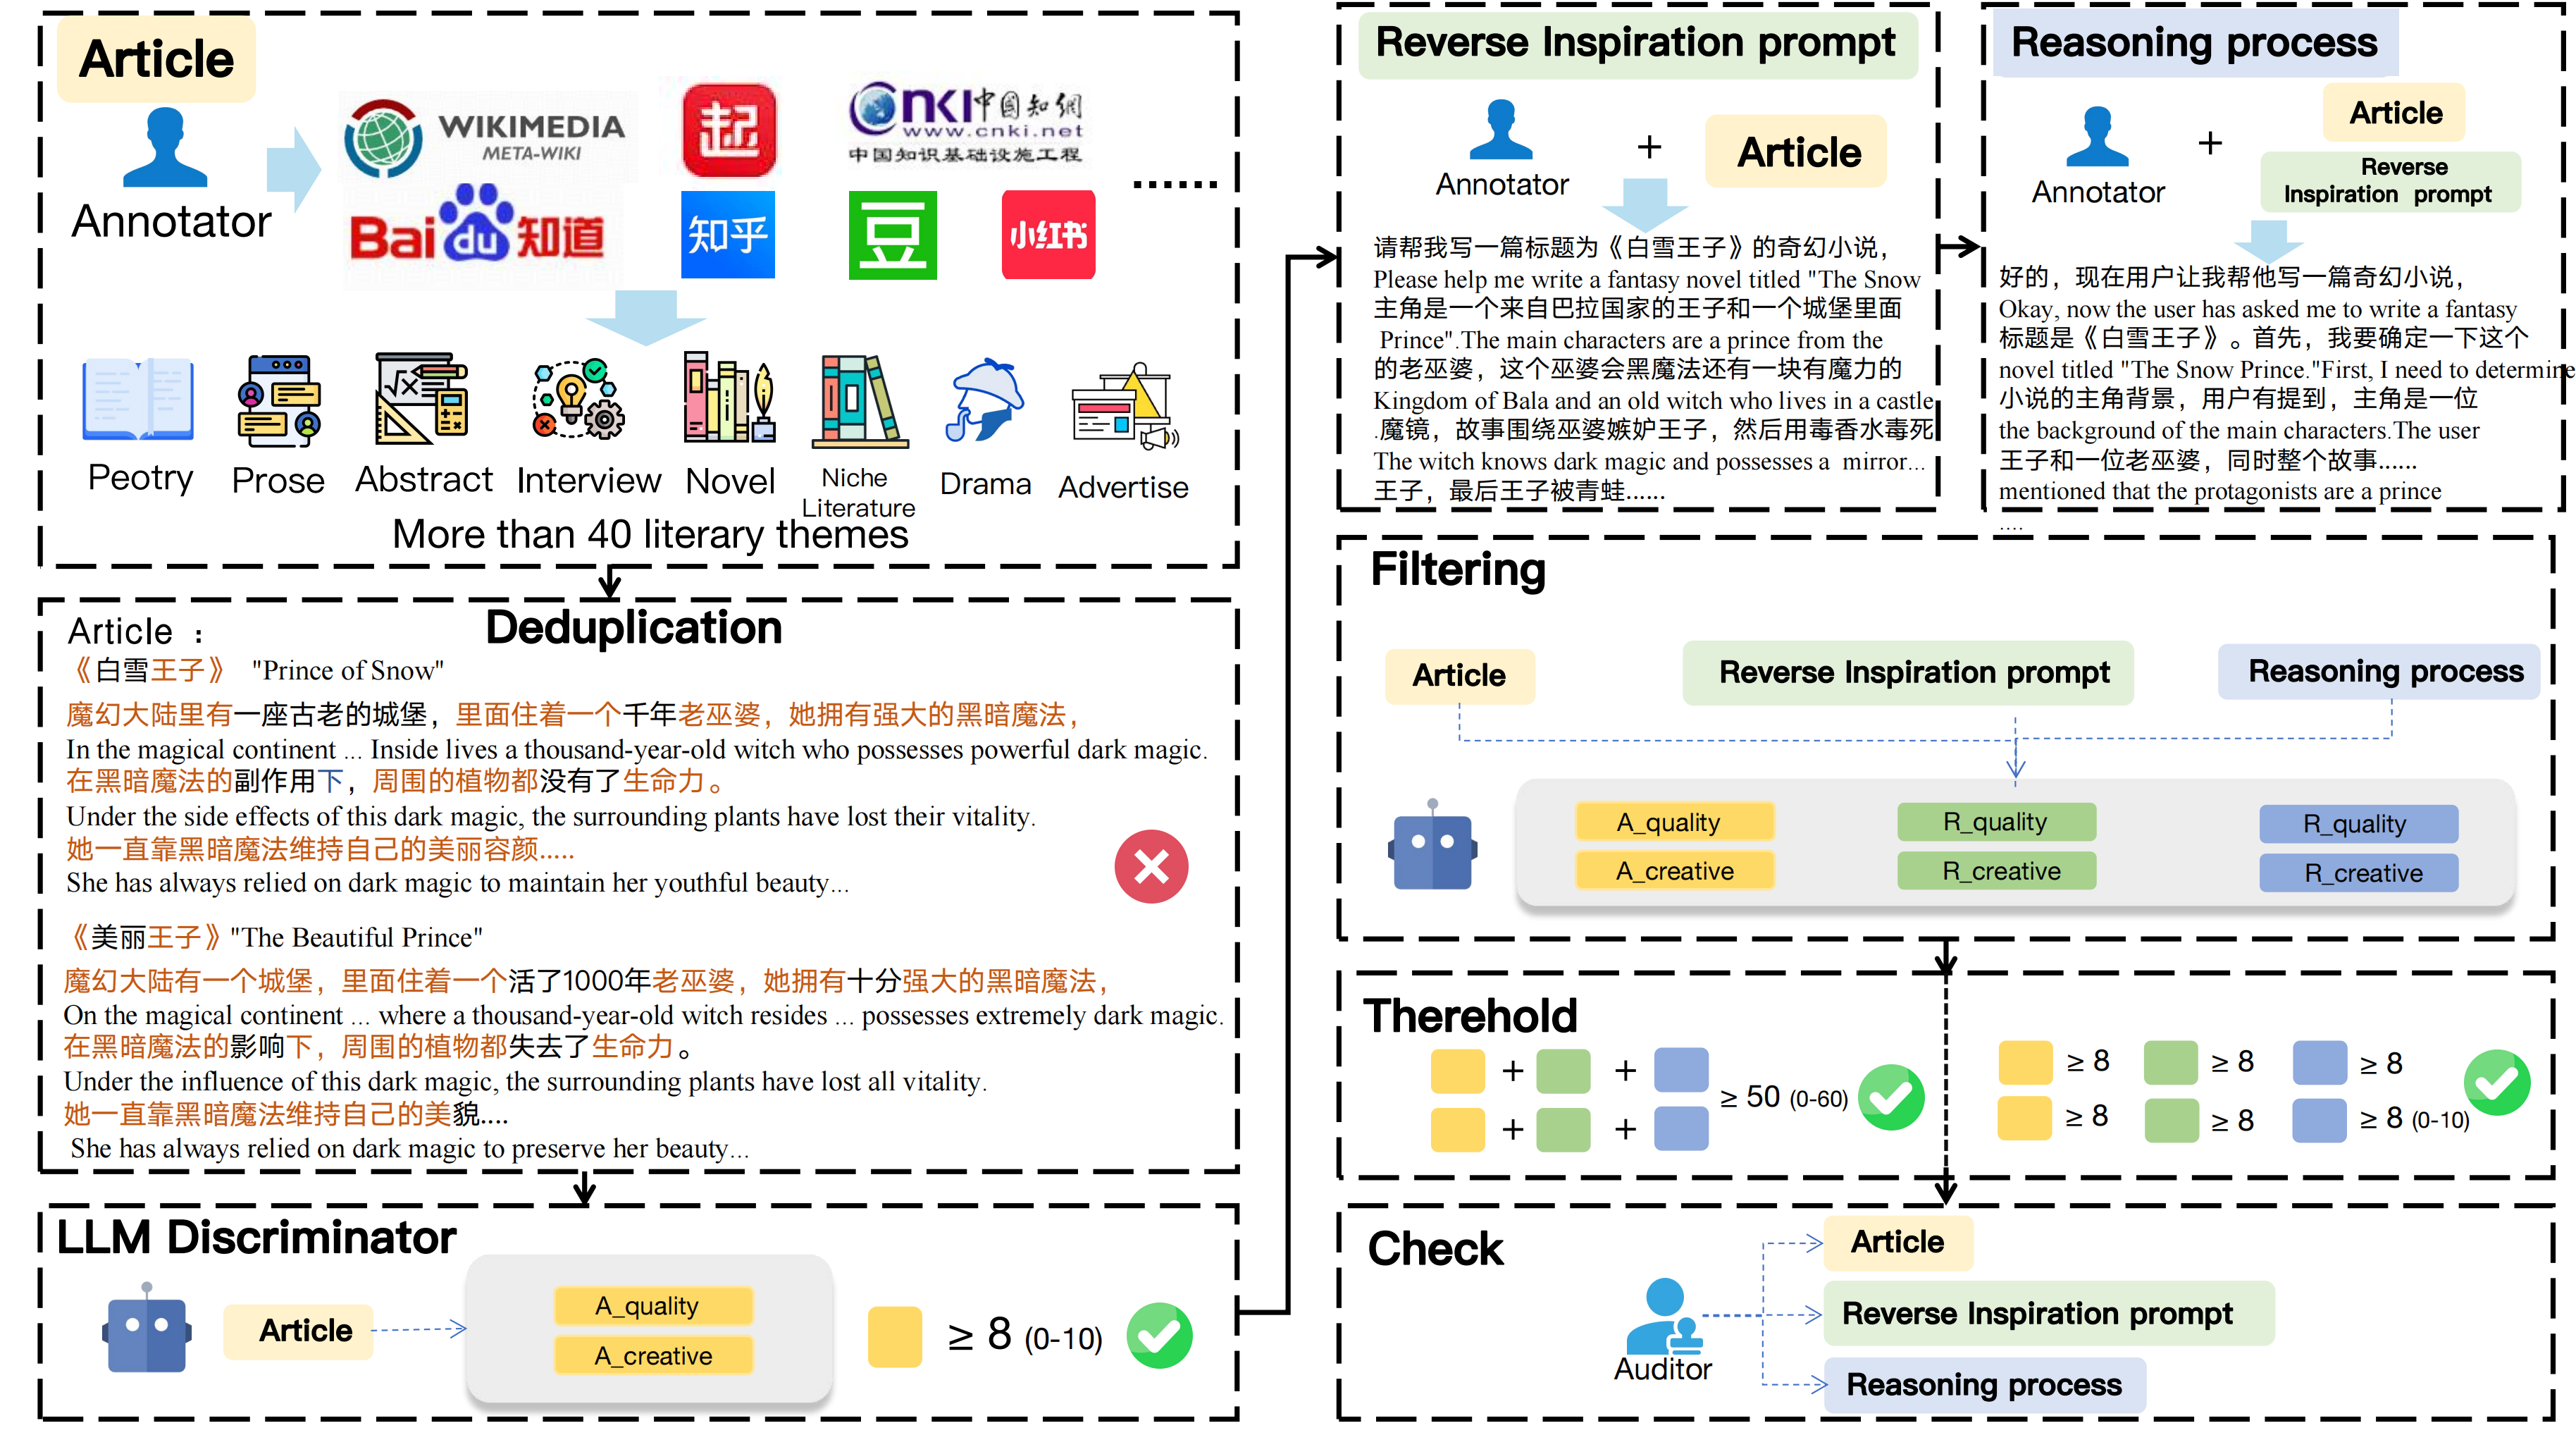 Article
Annotator
WIKIMEDIA
META-WIKI
起
CNKI中国知网
www.cnki.net
中国知识基础设施工程
Bai du 知道
知乎
豆
小红书
......
Peotry
Prose
Abstract
Interview
Novel
Niche
Literature
Drama
Advertise
More than 40 literary themes
Deduplication
Article ：
《白雪王子》 "Prince of Snow"
魔幻大陆里有一座古老的城堡，里面住着一个千年老巫婆，她拥有强大的黑暗魔法，
In the magical continent ... Inside lives a thousand-year-old witch who possesses powerful dark magic.
在黑暗魔法的副作用下，周围的植物都没有了生命力。
Under the side effects of this dark magic, the surrounding plants have lost their vitality.
她一直靠黑暗魔法维持自己的美丽容颜.....
She has always relied on dark magic to maintain her youthful beauty...
《美丽王子》"The Beautiful Prince"
魔幻大陆有一个城堡，里面住着一个活了1000年老巫婆，她拥有十分强大的黑暗魔法，
On the magical continent ... where a thousand-year-old witch resides ... possesses extremely dark magic.
在黑暗魔法的影响下，周围的植物都失去了生命力。
Under the influence of this dark magic, the surrounding plants have lost all vitality.
她一直靠黑暗魔法维持自己的美貌....
She has always relied on dark magic to preserve her beauty...
LLM Discriminator
Article
A_quality
A_creative
≥ 8 (0-10)
Reverse Inspiration prompt
Annotator
+
Article
请帮我写一篇标题为《白雪王子》的奇幻小说，
Please help me write a fantasy novel titled "The Snow
主角是一个来自巴拉国家的王子和一个城堡里面
Prince".The main characters are a prince from the
的老巫婆，这个巫婆会黑魔法还有一块有魔力的
Kingdom of Bala and an old witch who lives in a castle
.魔镜，故事围绕巫婆嫉妒王子，然后用毒香水毒死
The witch knows dark magic and possesses a mirror...
王子，最后王子被青蛙......
Reasoning process
Annotator
+
Article
Reverse
Inspiration prompt
好的，现在用户让我帮他写一篇奇幻小说，
Okay, now the user has asked me to write a fantasy
标题是《白雪王子》。首先，我要确定一下这个
novel titled "The Snow Prince."First, I need to determine
小说的主角背景，用户有提到，主角是一位
the background of the main characters.The user
王子和一位老巫婆，同时整个故事......
mentioned that the protagonists are a prince
....
Filtering
Article
Reverse Inspiration prompt
Reasoning process
A_quality
R_quality
R_quality
A_creative
R_creative
R_creative
Therehold
+ +
≥ 50 (0-60)
+ +
≥ 8 ≥ 8 ≥ 8
≥ 8 ≥ 8 ≥ 8 (0-10)
Check
Auditor
Article
Reverse Inspiration prompt
Reasoning process